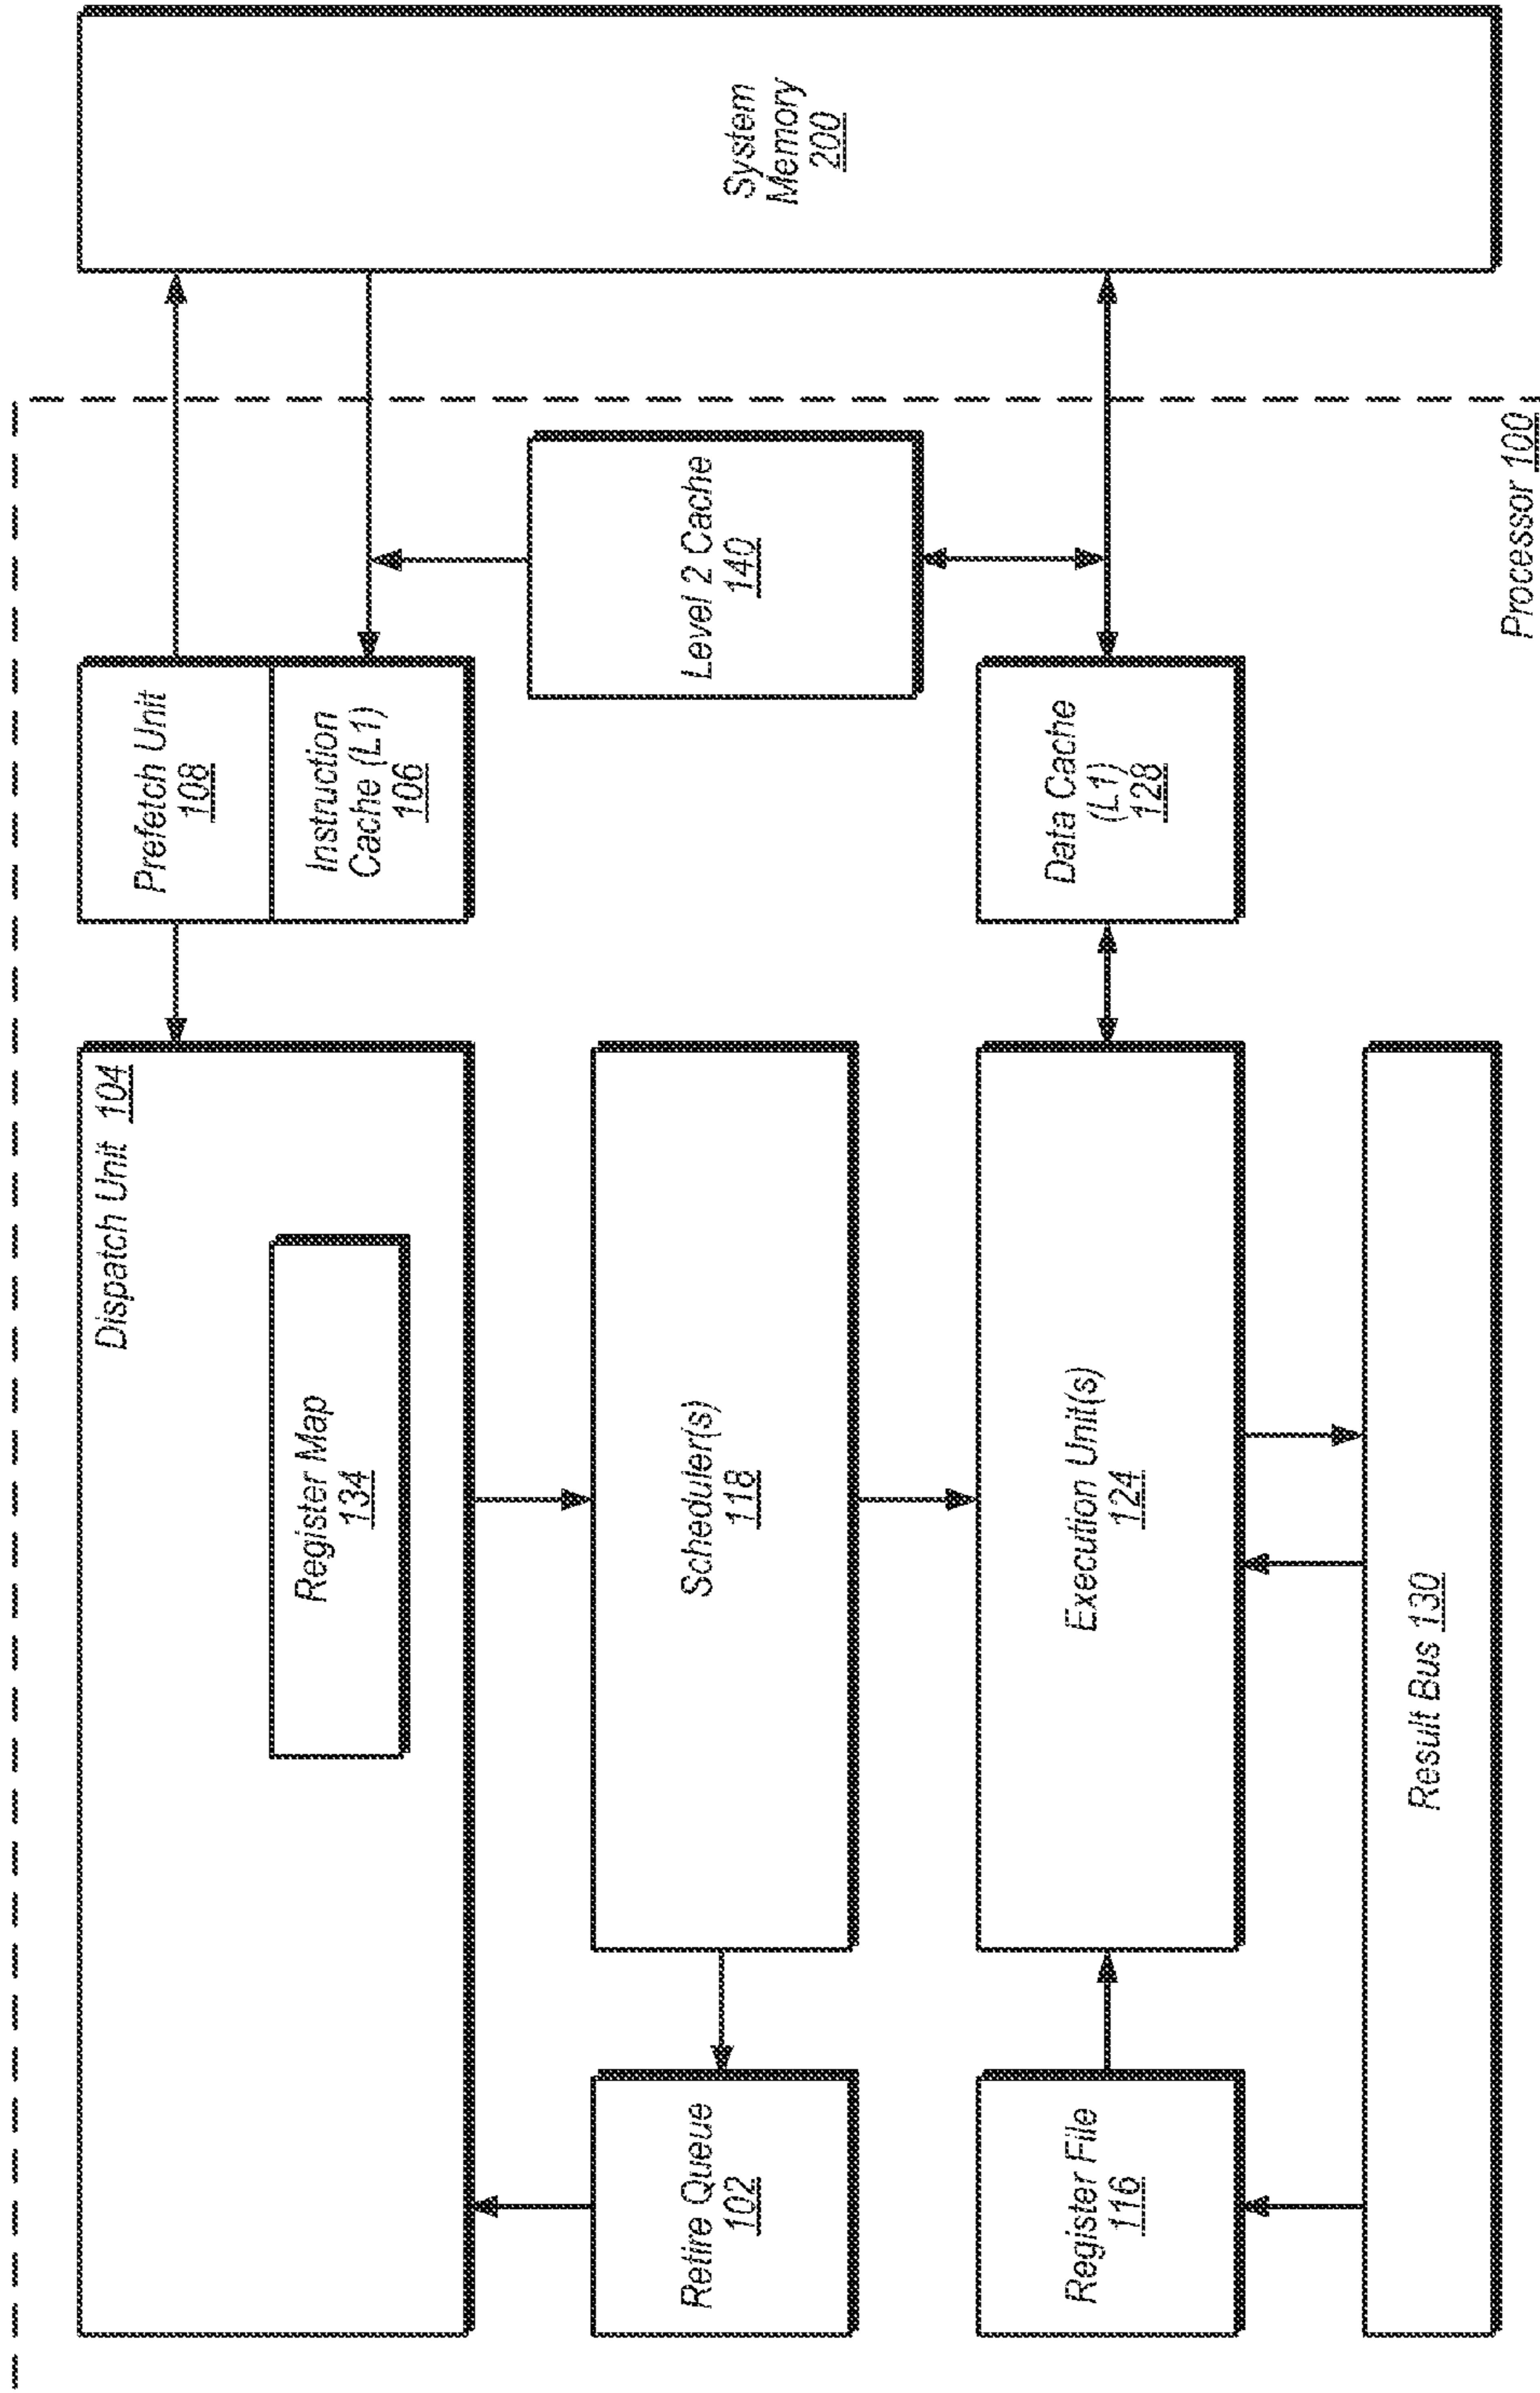 Dispatch Unit 104
Register Map
134
Prefetch Unit
108
Instruction
Cache (L1)
106
Retire Queue
102
Scheduler(s)
118
Level 2 Cache
140
System
Memory
200
Register File
116
Execution Unit(s)
124
Data Cache
(L1)
128
Result Bus 130
Processor 100